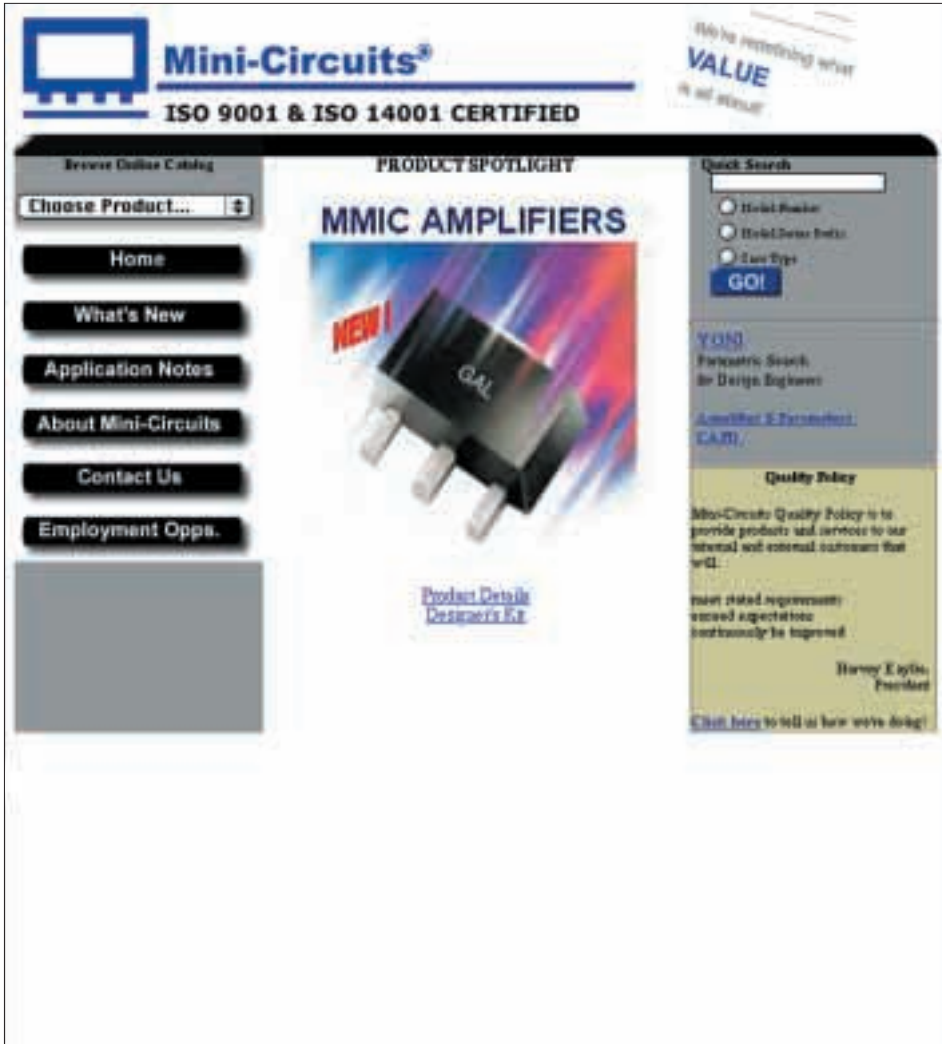 We're redefining what
VALUE
is all about!
Mini-Circuits®
ISO 9001 & ISO 14001 CERTIFIED
Browse Online Catalog
Choose Product...
Home
What's New
Application Notes
About Mini-Circuits
Contact Us
Employment Opps.
PRODUCT SPOTLIGHT
MMIC AMPLIFIERS
NEW!
GAL
Product Details
Designer's Kit
Quick Search
Model Number
Model Series Prefix
Case Type
GO!
YONI
Parametric Search
for Design Engineers
Amplifier S Parameters
CAPD
Quality Policy
Mini-Circuits Quality Policy is to
provide products and services to our
internal and external customers that
will:
meet stated requirements
exceed expectations
continuously be improved
Harvey Kaylie,
President
Click here to tell us how we're doing!